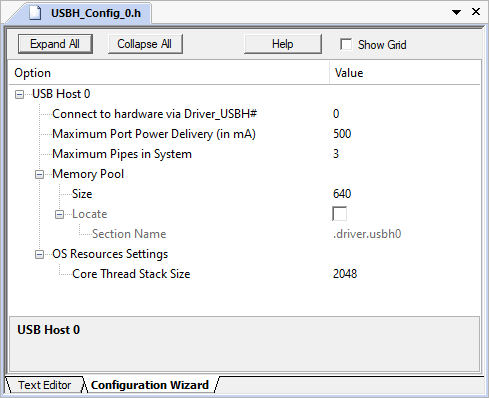 USBH_Config_0.h
Expand All Collapse All Help Show Grid
Option Value
USB Host 0
Connect to hardware via Driver_USBH# 0
Maximum Port Power Delivery (in mA) 500
Maximum Pipes in System 3
Memory Pool
Size 640
Locate
Section Name .driver.usbh0
OS Resources Settings
Core Thread Stack Size 2048
USB Host 0
Text Editor Configuration Wizard